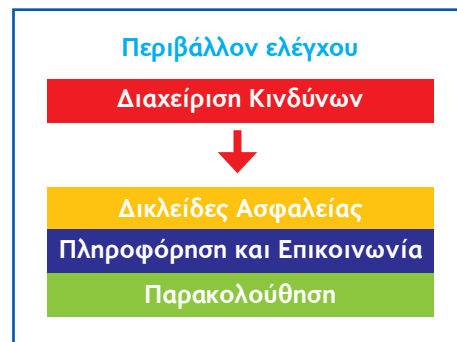 Περιβάλλον ελέγχου
Διαχείριση Κινδύνων
Δικλείδες Ασφαλείας
Πληροφόρηση και Επικοινωνία
Παρακολούθηση